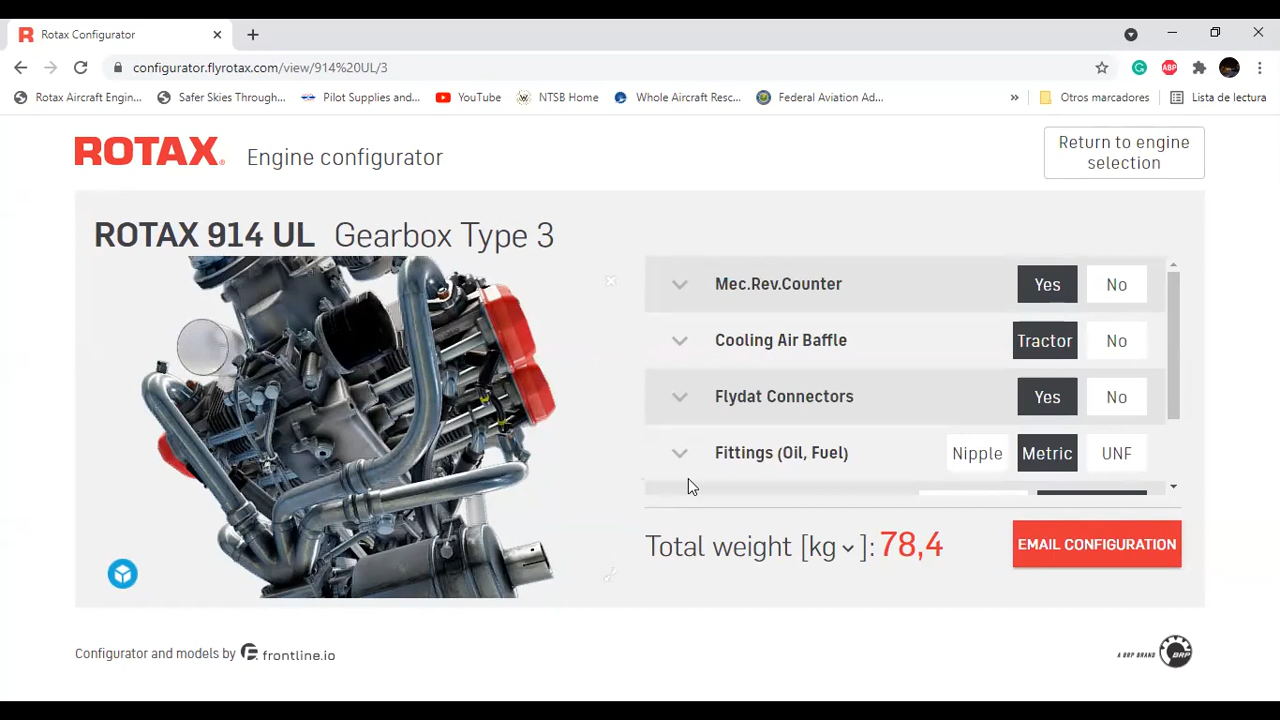 Rotax Configurator
configurator.flyrotax.com/view/914%20UL/3
Rotax Aircraft Engin...
Safer Skies Through...
Pilot Supplies and...
YouTube
NTSB Home
Whole Aircraft Resc...
Federal Aviation Ad...
»
Otros marcadores
Lista de lectura
ABP
ROTAX® Engine configurator
Return to engine
selection
ROTAX 914 UL Gearbox Type 3
Mec.Rev.Counter Yes No
Cooling Air Baffle Tractor No
Flydat Connectors Yes No
Fittings (Oil, Fuel) Nipple Metric UNF
Total weight [kg]: 78,4
EMAIL CONFIGURATION
Configurator and models by frontline.io
A BRP BRAND BRP